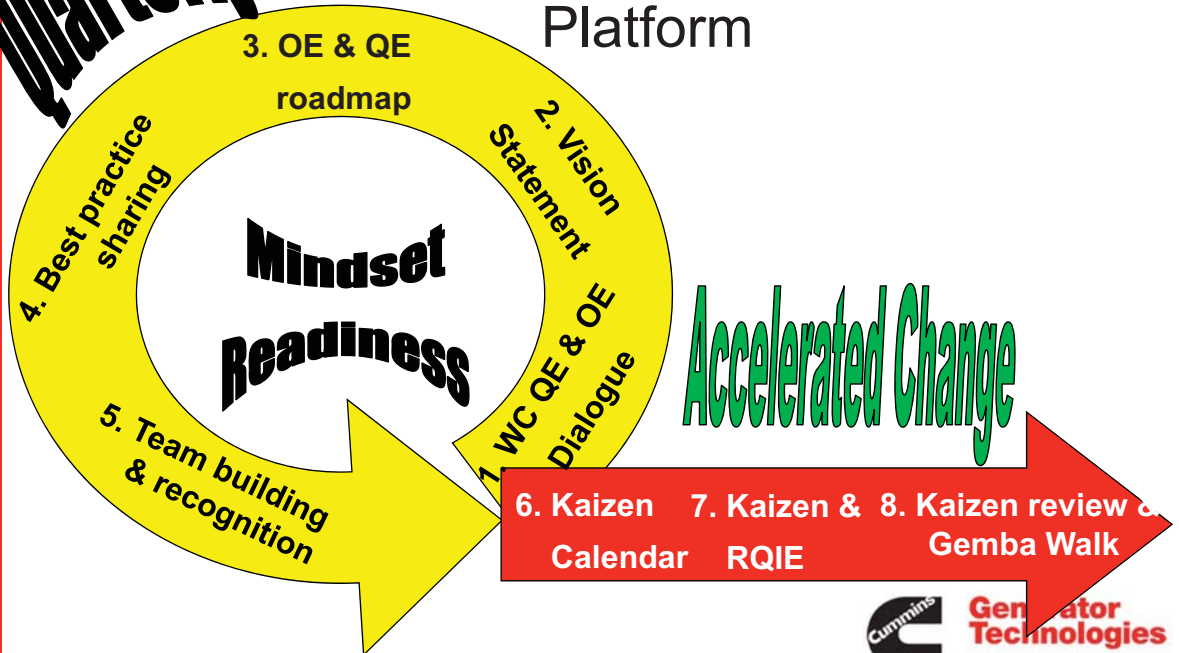 Quarterly
Platform
3. OE & QE
roadmap
2. Vision
Statement
4. Best practice
sharing
Mindset
Readiness
1. WC QE & OE
Dialogue
5. Team building
& recognition
Accelerated Change
6. Kaizen
Calendar
7. Kaizen &
RQIE
8. Kaizen review &
Gemba Walk
Cummins
Generator
Technologies